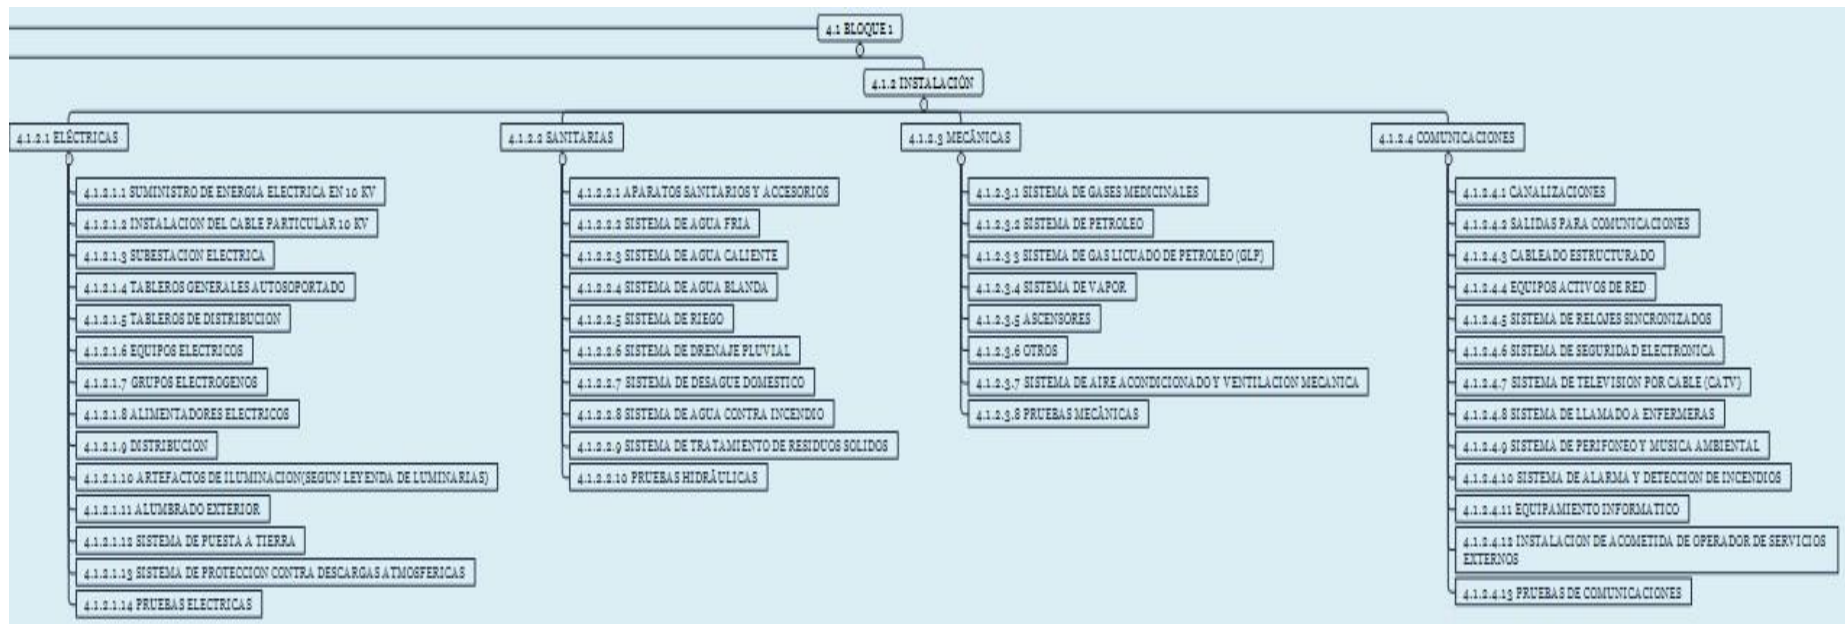 4.1 BLOQUE 1
4.1.2 INSTALACIÓN
4.1.2.1 ELÉCTRICAS
4.1.2.1.1 SUMINISTRO DE ENERGIA ELECTRICA EN 10 KV
4.1.2.1.2 INSTALACION DEL CABLE PARTICULAR 10 KV
4.1.2.1.3 SUBESTACION ELECTRICA
4.1.2.1.4 TABLEROS GENERALES AUTOSOPORTADO
4.1.2.1.5 TABLEROS DE DISTRIBUCION
4.1.2.1.6 EQUIPOS ELECTRICOS
4.1.2.1.7 GRUPOS ELECTROGENOS
4.1.2.1.8 ALIMENTADORES ELECTRICOS
4.1.2.1.9 DISTRIBUCION
4.1.2.1.10 ARTEFACTOS DE ILUMINACION(SEGUN LEYENDA DE LUMINARIAS)
4.1.2.1.11 ALUMBRADO EXTERIOR
4.1.2.1.12 SISTEMA DE PUESTA A TIERRA
4.1.2.1.13 SISTEMA DE PROTECCION CONTRA DESCARGAS ATMOSFERICAS
4.1.2.1.14 PRUEBAS ELECTRICAS
4.1.2.2 SANITARIAS
4.1.2.2.1 APARATOS SANITARIOS Y ACCESORIOS
4.1.2.2.2 SISTEMA DE AGUA FRIA
4.1.2.2.3 SISTEMA DE AGUA CALIENTE
4.1.2.2.4 SISTEMA DE AGUA BLANDA
4.1.2.2.5 SISTEMA DE RIEGO
4.1.2.2.6 SISTEMA DE DRENAJE PLUVIAL
4.1.2.2.7 SISTEMA DE DESAGUE DOMESTICO
4.1.2.2.8 SISTEMA DE AGUA CONTRA INCENDIO
4.1.2.2.9 SISTEMA DE TRATAMIENTO DE RESIDUOS SOLIDOS
4.1.2.2.10 PRUEBAS HIDRÁULICAS
4.1.2.3 MECÁNICAS
4.1.2.3.1 SISTEMA DE GASES MEDICINALES
4.1.2.3.2 SISTEMA DE PETROLEO
4.1.2.3 3 SISTEMA DE GAS LICUADO DE PETROLEO (GLP)
4.1.2.3.4 SISTEMA DE VAPOR
4.1.2.3.5 ASCENSORES
4.1.2.3.6 OTROS
4.1.2.3.7 SISTEMA DE AIRE ACONDICIONADO Y VENTILACION MECANICA
4.1.2.3.8 PRUEBAS MECÁNICAS
4.1.2.4 COMUNICACIONES
4.1.2.4.1 CANALIZACIONES
4.1.2.4.2 SALIDAS PARA COMUNICACIONES
4.1.2.4.3 CABLEADO ESTRUCTURADO
4.1.2.4.4 EQUIPOS ACTIVOS DE RED
4.1.2.4.5 SISTEMA DE RELOJES SINCRONIZADOS
4.1.2.4.6 SISTEMA DE SEGURIDAD ELECTRONICA
4.1.2.4.7 SISTEMA DE TELEVISION POR CABLE (CATV)
4.1.2.4.8 SISTEMA DE LLAMADO A ENFERMERAS
4.1.2.4.9 SISTEMA DE PERIFONEO Y MUSICA AMBIENTAL
4.1.2.4.10 SISTEMA DE ALARMA Y DETECCION DE INCENDIOS
4.1.2.4.11 EQUIPAMIENTO INFORMATICO
4.1.2.4.12 INSTALACION DE ACOMETIDA DE OPERADOR DE SERVICIOS
EXTERNOS
4.1.2.4.13 PRUEBAS DE COMUNICACIONES